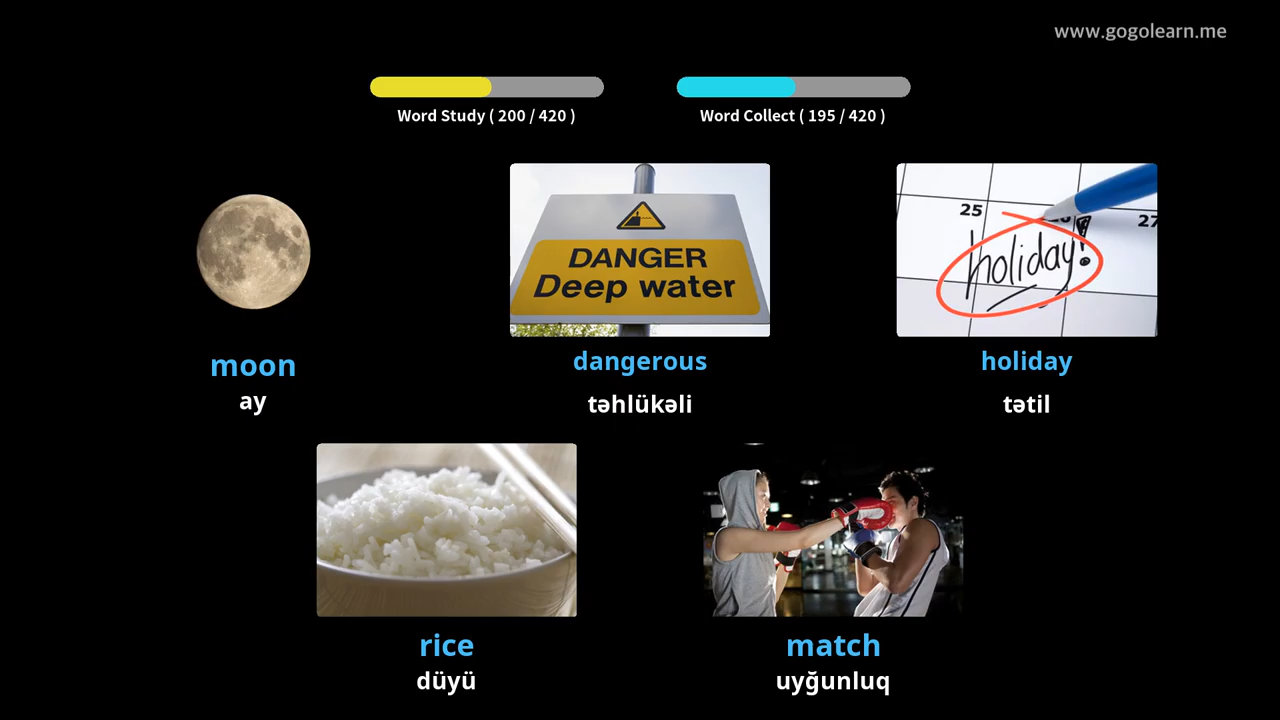 www.gogolearn.me
Word Study ( 200 / 420 )
Word Collect ( 195 / 420 )
DANGER
Deep water
25
27
holiday!
moon
ay
dangerous
təhlükəli
holiday
tətil
rice
düyü
match
uyğunluq